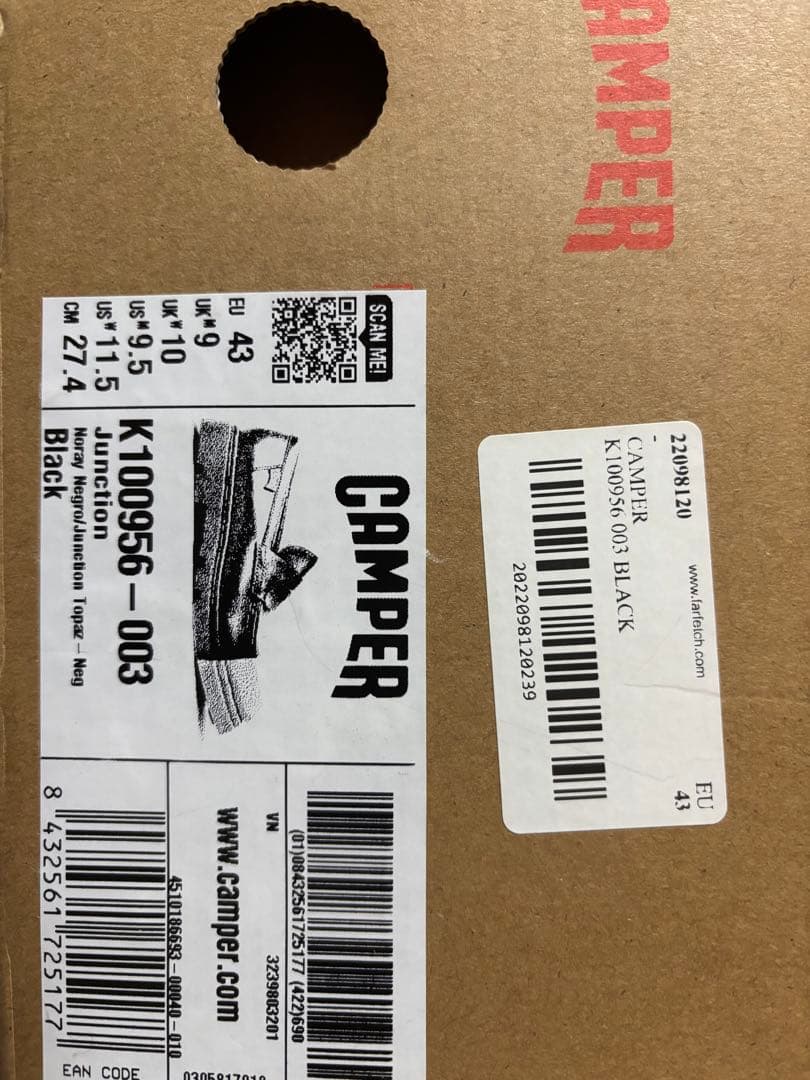 AMPER
SCAN ME!
EU 43
UK M 9
UK W 10
US M 9.5
US W 11.5
CM 27.4
CAMPER
K100956-003
Junction
Noray Negro/Junction Topaz-Neg
Black
(01)08432561725177(422)690
VN 3239803201
www.camper.com
4510186693-00040-010
8 432561 725177
EAN CODE
www.farfetch.com
EU
43
22098120
-
CAMPER
K100956 003 BLACK
2022098120239